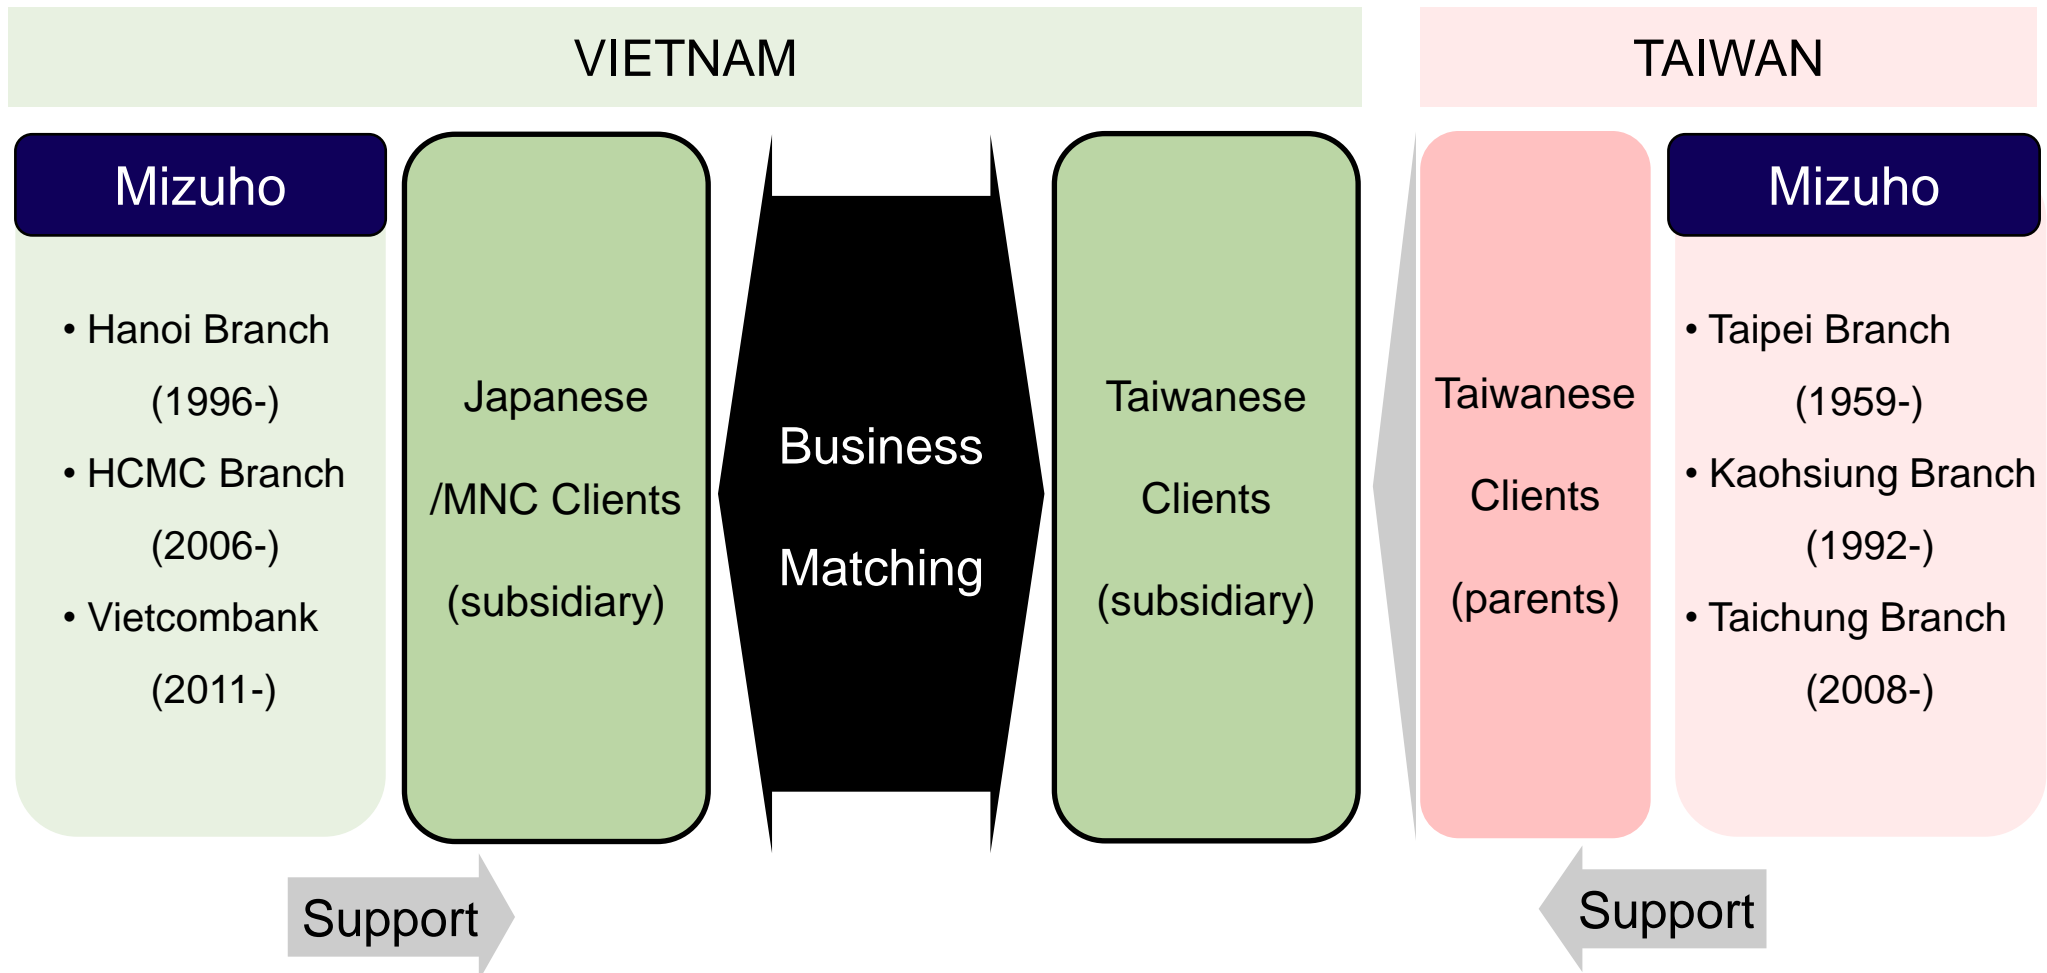 VIETNAM
TAIWAN
Mizuho
• Hanoi Branch
(1996-)
• HCMC Branch
(2006-)
• Vietcombank
(2011-)
Japanese
/MNC Clients
(subsidiary)
Business
Matching
Taiwanese
Clients
(subsidiary)
Taiwanese
Clients
(parents)
Mizuho
• Taipei Branch
(1959-)
• Kaohsiung Branch
(1992-)
• Taichung Branch
(2008-)
Support
Support